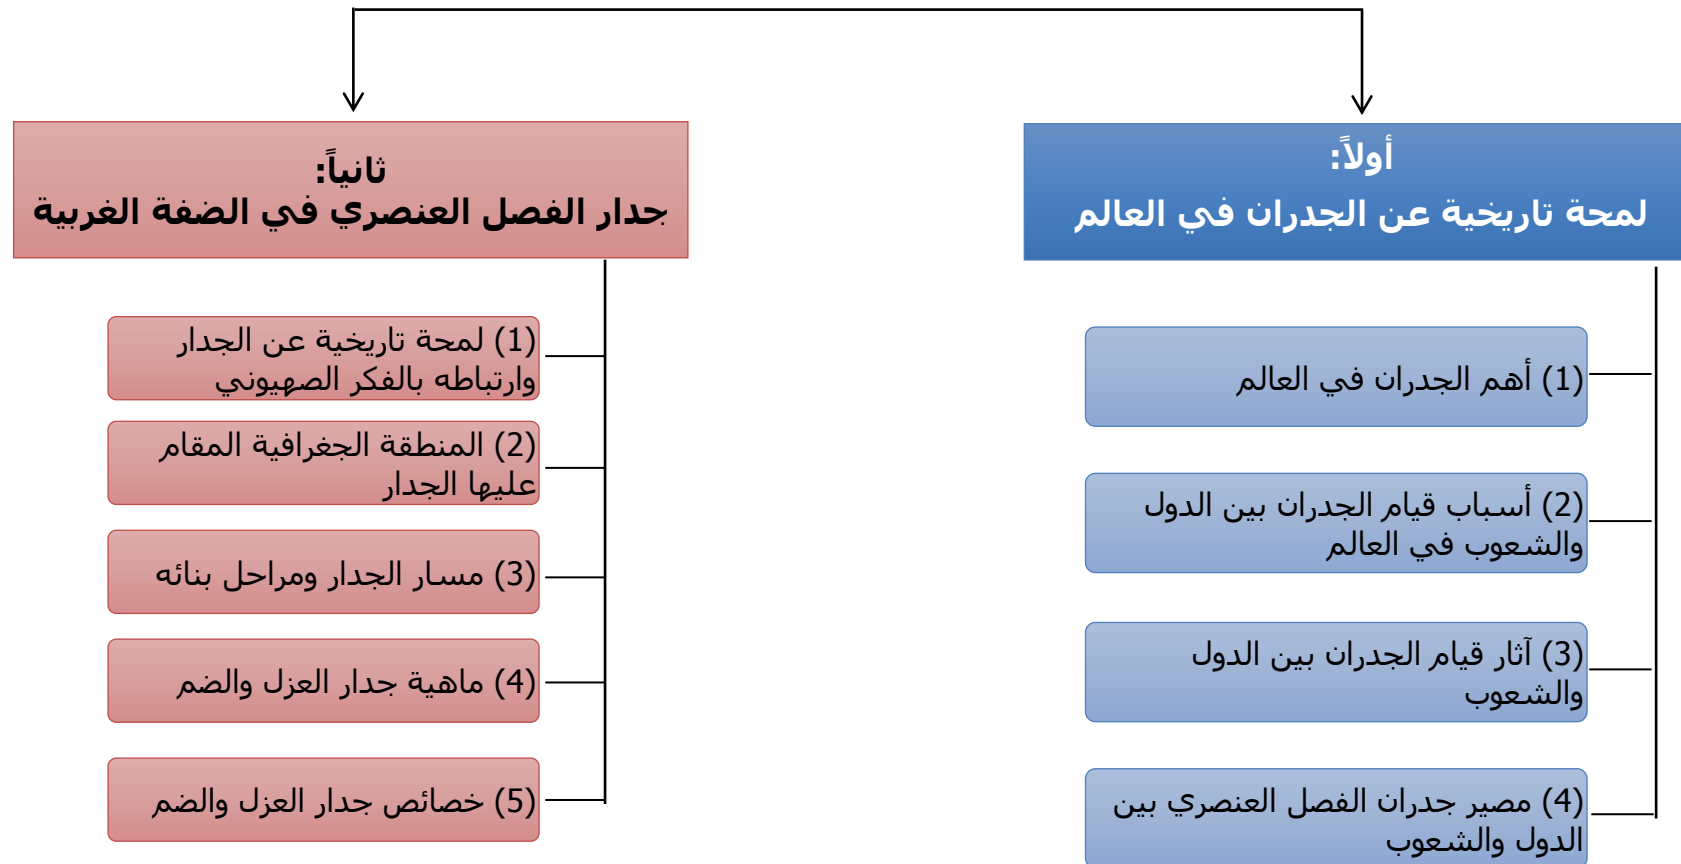 أولاً:
لمحة تاريخية عن الجدران في العالم
(1) أهم الجدران في العالم
(2) أسباب قيام الجدران بين الدول
والشعوب في العالم
(3) آثار قيام الجدران بين الدول
والشعوب
(4) مصير جدران الفصل العنصري بين
الدول والشعوب
ثانياً:
جدار الفصل العنصري في الضفة الغربية
(1) لمحة تاريخية عن الجدار
وارتباطه بالفكر الصهيوني
(2) المنطقة الجغرافية المقام
عليها الجدار
(3) مسار الجدار ومراحل بنائه
(4) ماهية جدار العزل والضم
(5) خصائص جدار العزل والضم